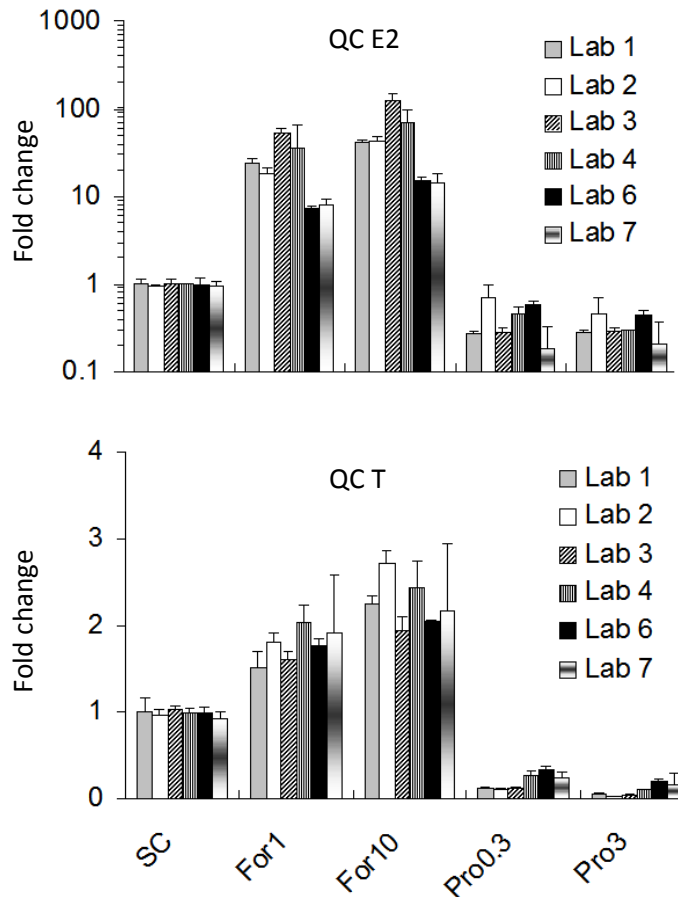 QC E2
Fold change
1000
100
10
1
0.1
Lab 1
Lab 2
Lab 3
Lab 4
Lab 6
Lab 7
QC T
Fold change
4
3
2
1
0
Lab 1
Lab 2
Lab 3
Lab 4
Lab 6
Lab 7
SC
For1
For10
Pro0.3
Pro3